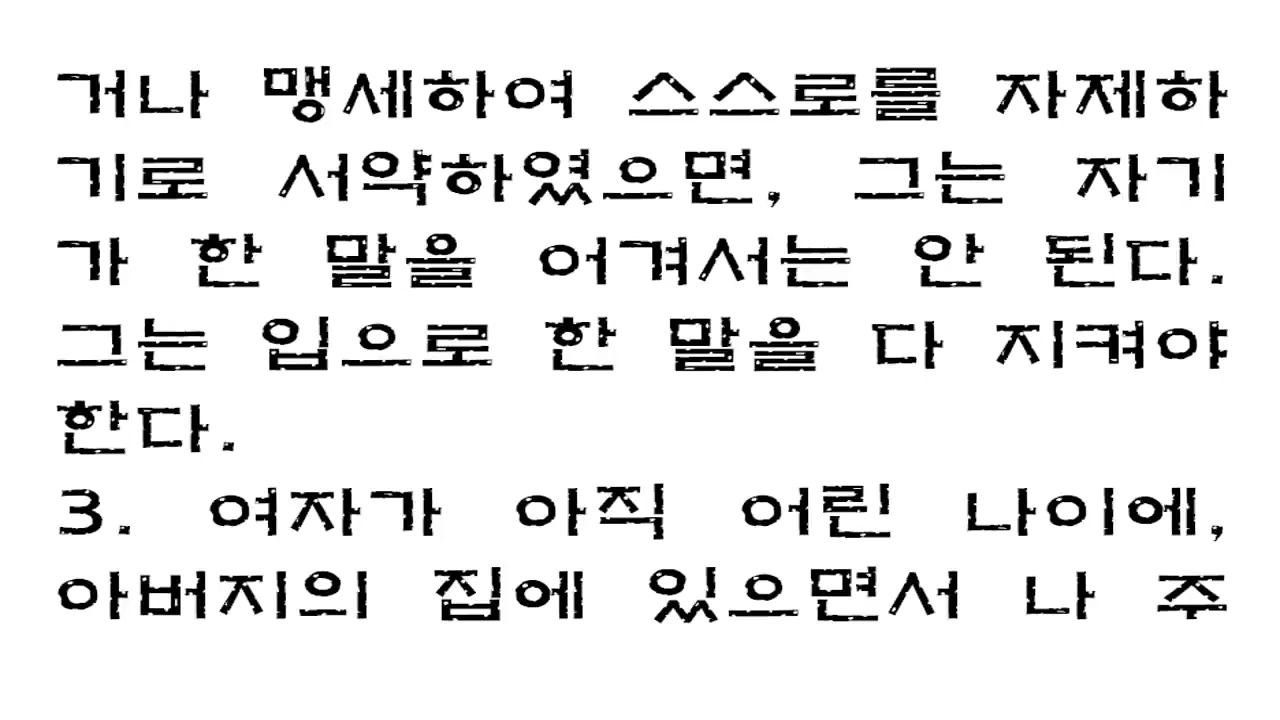 거나 맹세하여 스스로를 자제하
기로 서약하였으면, 그는 자기
가 한 말을 어겨서는 안 된다.
그는 입으로 한 말을 다 지켜야
한다.
3. 여자가 아직 어린 나이에,
아버지의 집에 있으면서 나 주